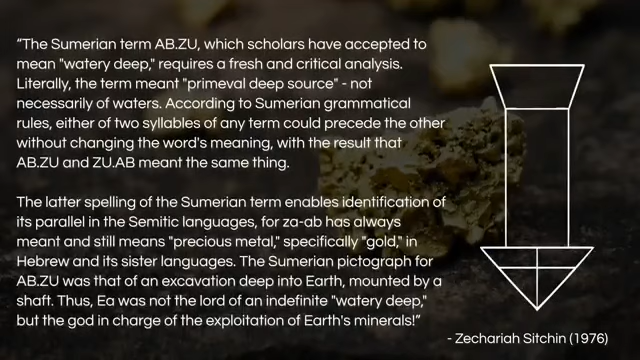 “The Sumerian term AB.ZU, which scholars have accepted to
mean "watery deep," requires a fresh and critical analysis.
Literally, the term meant "primeval deep source" - not
necessarily of waters. According to Sumerian grammatical
rules, either of two syllables of any term could precede the other
without changing the word's meaning, with the result that
AB.ZU and ZU.AB meant the same thing.
The latter spelling of the Sumerian term enables identification of
its parallel in the Semitic languages, for za-ab has always
meant and still means "precious metal," specifically "gold," in
Hebrew and its sister languages. The Sumerian pictograph for
AB.ZU was that of an excavation deep into Earth, mounted by a
shaft. Thus, Ea was not the lord of an indefinite "watery deep,"
but the god in charge of the exploitation of Earth's minerals!”
- Zechariah Sitchin (1976)